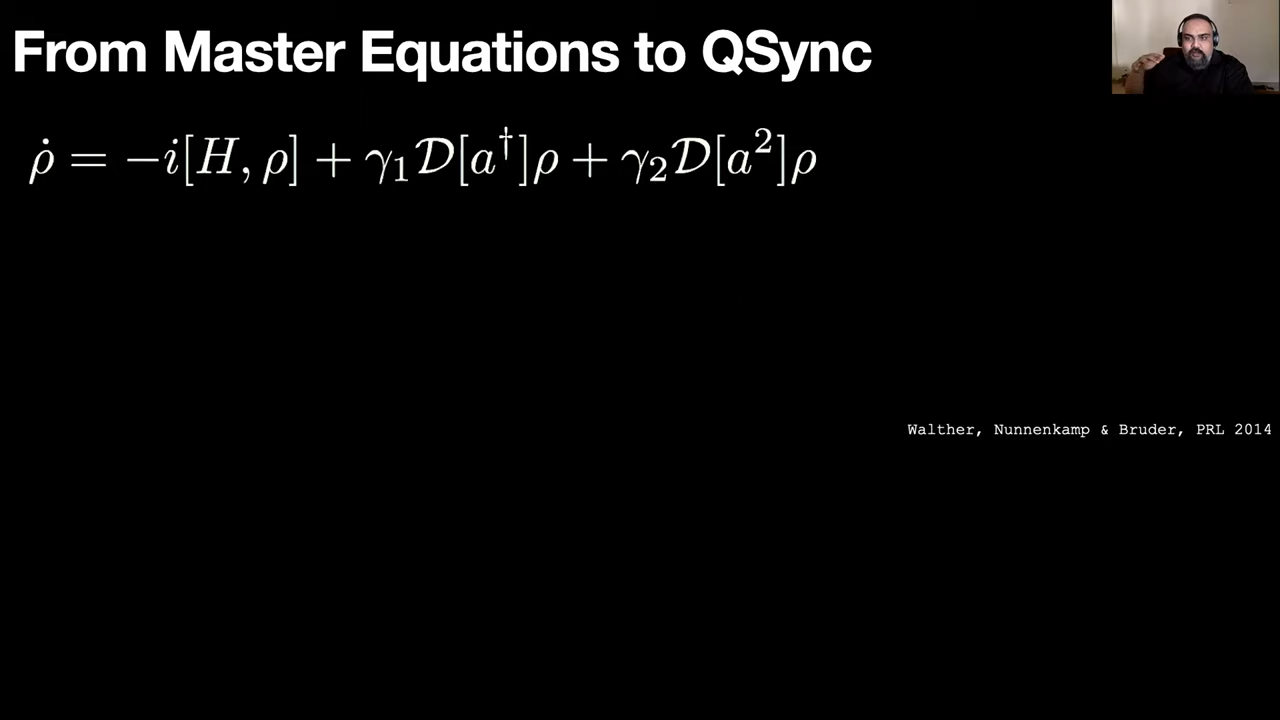 From Master Equations to QSync
ρ̇ = −i[H, ρ] + γ₁𝒟[a†]ρ + γ₂𝒟[a²]ρ
Walther, Nunnenkamp & Bruder, PRL 2014